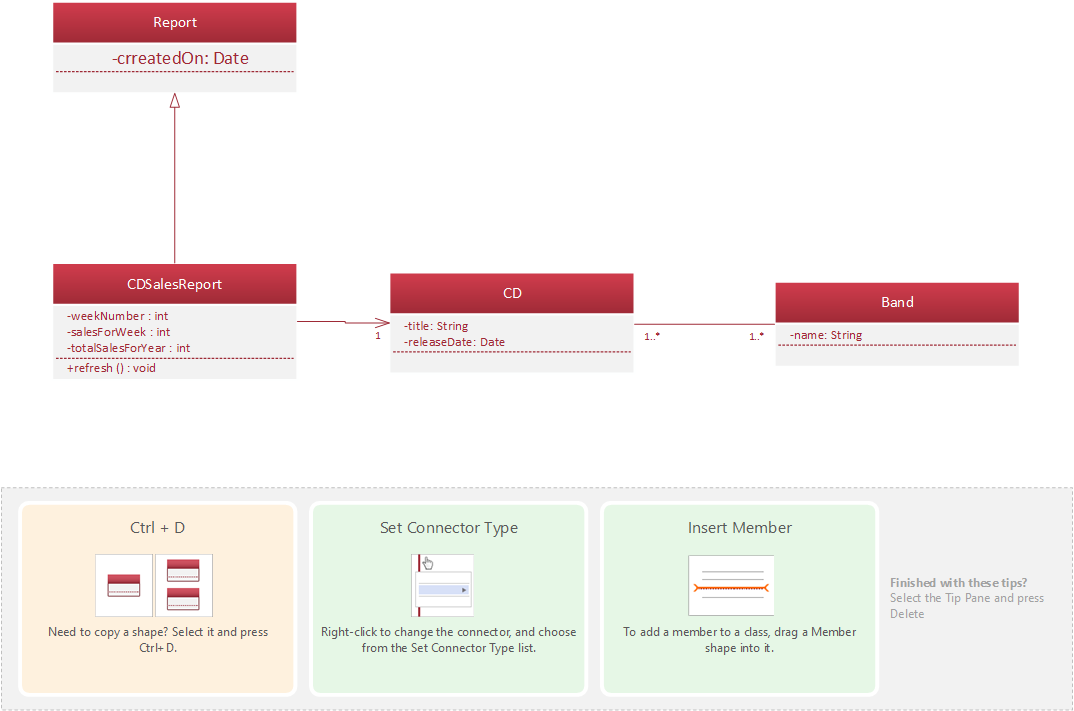 Report
-crreatedOn: Date
CDSalesReport
-weekNumber : int
-salesForWeek : int
-totalSalesForYear : int
+refresh () : void
1
CD
-title: String
-releaseDate: Date
1..*
1..*
Band
-name: String
Ctrl + D
Need to copy a shape? Select it and press
Ctrl+ D.
Set Connector Type
Right-click to change the connector, and choose
from the Set Connector Type list.
Insert Member
To add a member to a class, drag a Member
shape into it.
Finished with these tips?
Select the Tip Pane and press
Delete